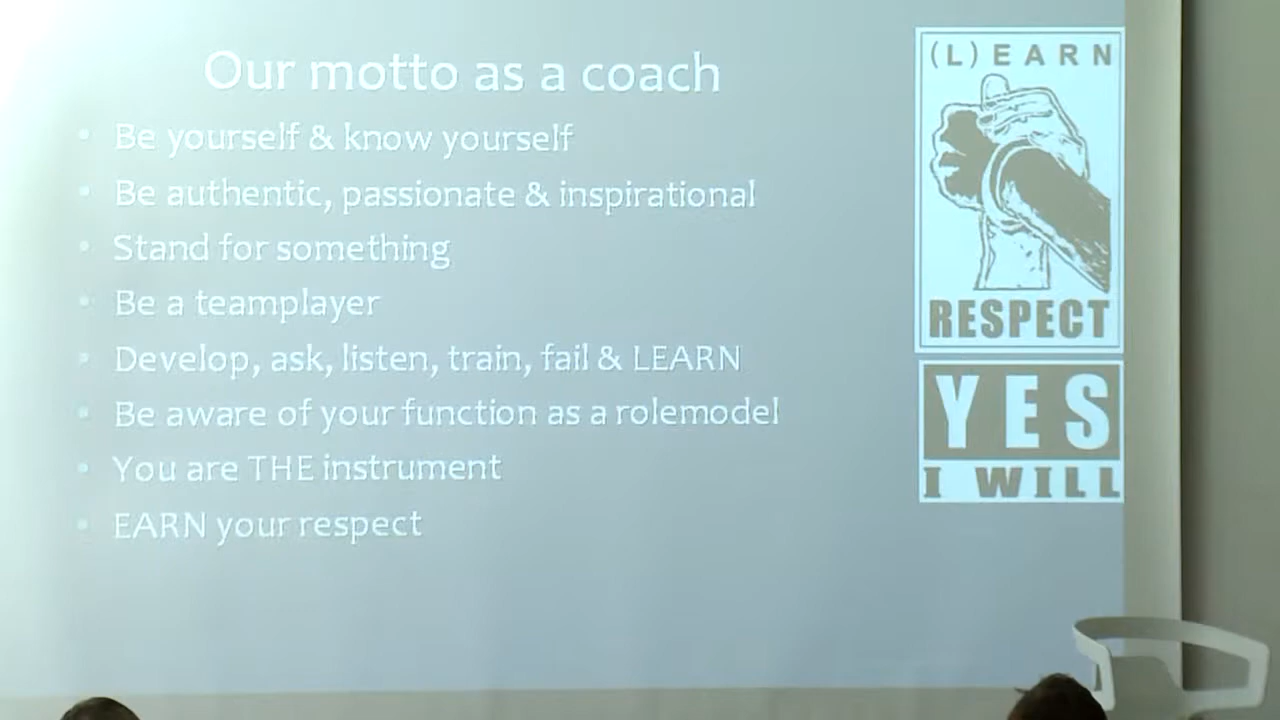 Our motto as a coach
• Be yourself & know yourself
• Be authentic, passionate & inspirational
• Stand for something
• Be a teamplayer
• Develop, ask, listen, train, fail & LEARN
• Be aware of your function as a rolemodel
• You are THE instrument
• EARN your respect
(L)EARN
RESPECT
YES
I WILL